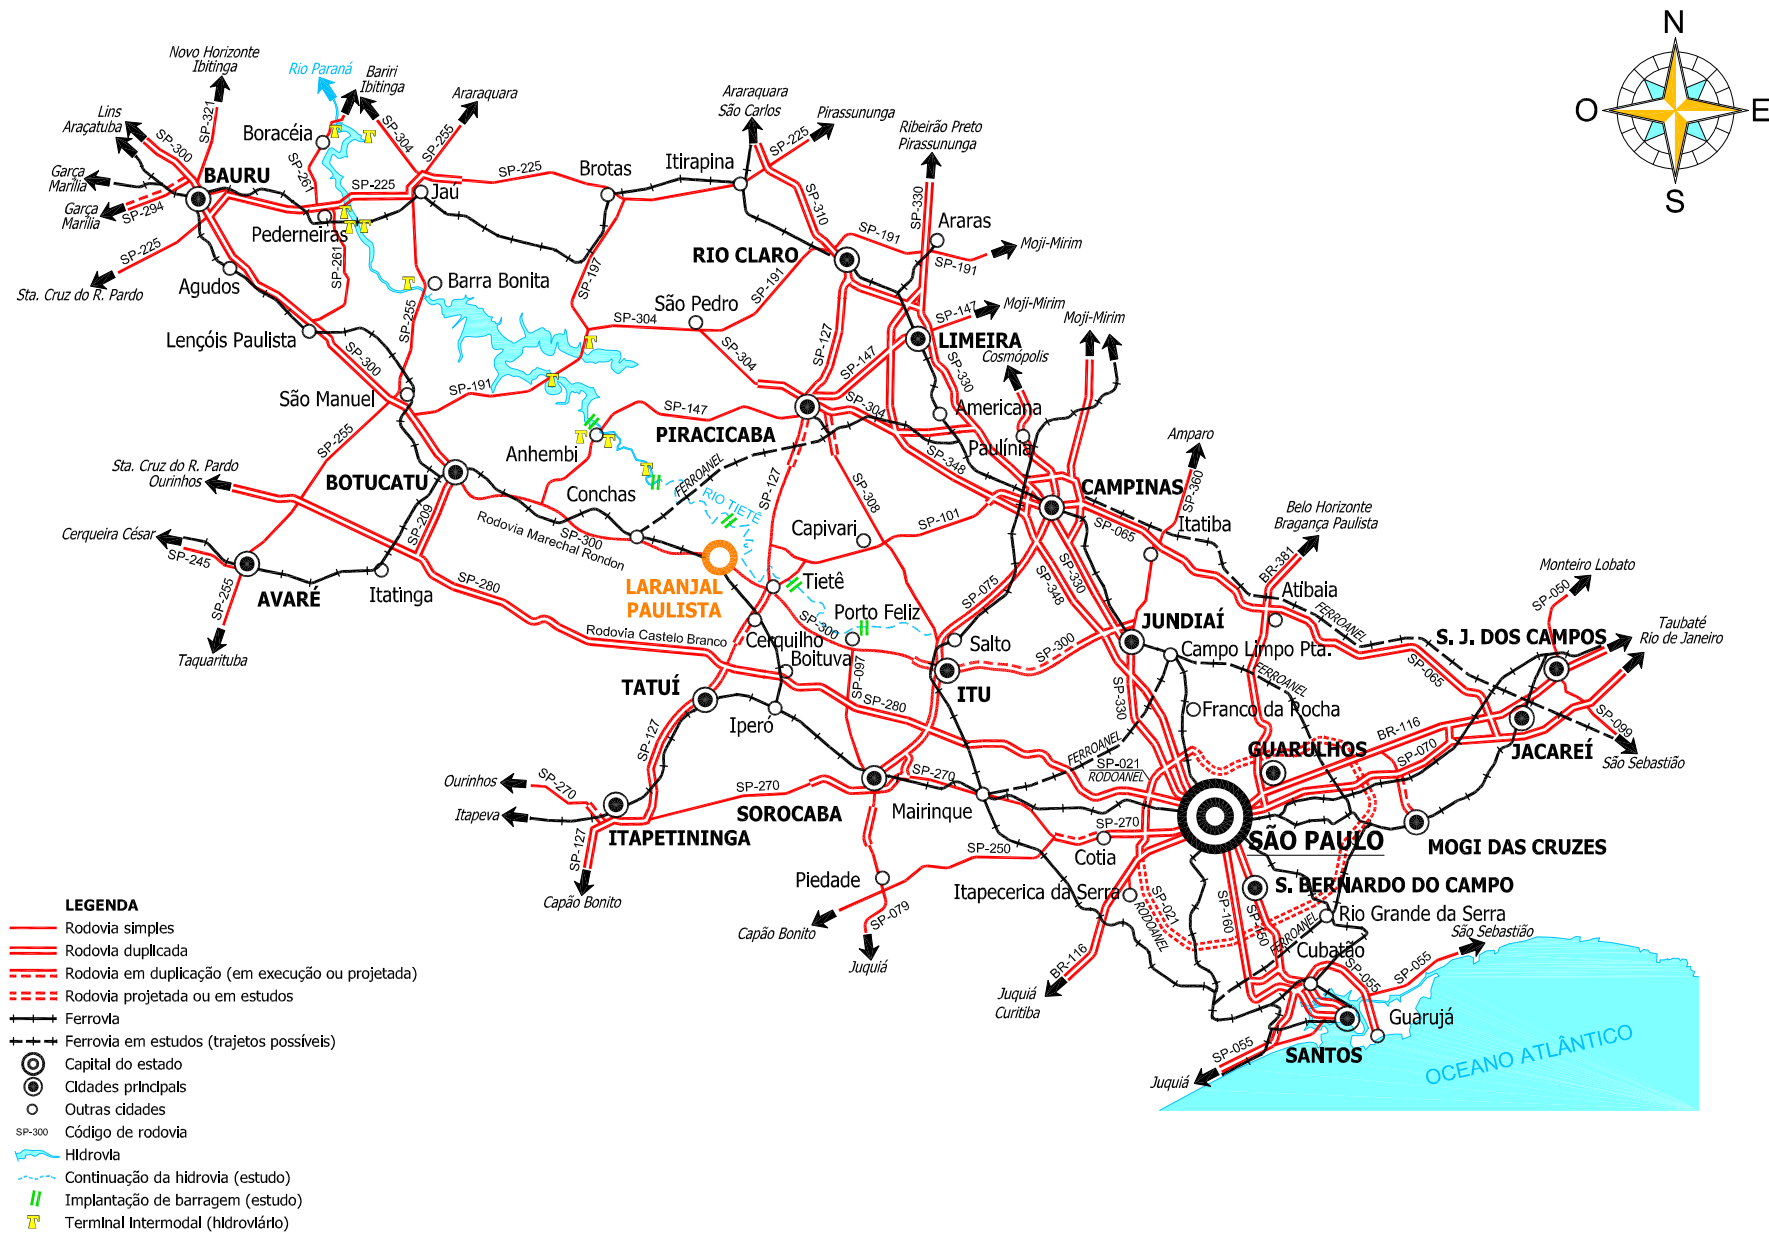 N
O
E
S
Novo Horizonte
Ibitinga
Rio Paraná
Bariri
Ibitinga
Araraquara
Lins
Araçatuba
SP-321
SP-300
Boracéia
SP-304
SP-255
Araraquara
São Carlos
Pirassununga
SP-225
Ribeirão Preto
Pirassununga
Garça
Marília
BAURU
SP-261
SP-225
Jaú
SP-225
Brotas
Itirapina
SP-310
SP-330
Araras
Garça
Marília
SP-294
SP-225
Pederneiras
SP-261
SP-191
SP-191
Moji-Mirim
Sta. Cruz do R. Pardo
Agudos
Barra Bonita
SP-197
São Pedro
RIO CLARO
SP-191
SP-147
Moji-Mirim
Moji-Mirim
Lençóis Paulista
SP-255
SP-304
SP-304
SP-127
SP-147
LIMEIRA
Cosmópolis
SP-300
SP-330
São Manuel
SP-191
SP-147
SP-304
Americana
SP-255
Anhembi
PIRACICABA
Paulínia
Amparo
Sta. Cruz do R. Pardo
Ourinhos
BOTUCATU
Conchas
FERROANEL
RIO TIETÊ
SP-127
SP-308
SP-348
CAMPINAS
SP-360
Belo Horizonte
Bragança Paulista
Cerqueira César
SP-209
Rodovia Marechal Rondon
SP-300
Capivari
SP-101
SP-065
Itatiba
SP-245
SP-255
AVARÉ
Itatinga
SP-280
LARANJAL
PAULISTA
Tietê
SP-075
SP-348
SP-330
BR-381
Atibaia
Monteiro Lobato
SP-050
Taquarituba
Rodovia Castelo Branco
Cerquilho
SP-300
Porto Feliz
Salto
SP-300
JUNDIAÍ
FERROANEL
S. J. DOS CAMPOS
Taubaté
Rio de Janeiro
Boituva
SP-097
Campo Limpo Pta.
FERROANEL
SP-065
TATUÍ
SP-280
ITU
SP-330
Franco da Rocha
Iperó
SP-127
FERROANEL
GUARULHOS
BR-116
SP-070
SP-099
JACAREÍ
São Sebastião
Ourinhos
SP-270
SP-270
SP-270
SP-021
RODOANEL
Itapeva
SOROCABA
Mairinque
ITAPETININGA
SP-127
SP-270
SÃO PAULO
MOGI DAS CRUZES
SP-250
Cotia
Capão Bonito
Piedade
Itapecerica da Serra
SP-021
RODOANEL
S. BERNARDO DO CAMPO
SP-160
SP-150
FERROANEL
Rio Grande da Serra
São Sebastião
Capão Bonito
SP-079
Juquiá
BR-116
Cubatão
SP-055
SP-055
Juquiá
Curitiba
Guarujá
SANTOS
SP-055
Juquiá
OCEANO ATLÂNTICO
LEGENDA
Rodovia simples
Rodovia duplicada
Rodovia em duplicação (em execução ou projetada)
Rodovia projetada ou em estudos
Ferrovia
Ferrovia em estudos (trajetos possíveis)
Capital do estado
Cidades principais
Outras cidades
SP-300 Código de rodovia
Hidrovia
Continuação da hidrovia (estudo)
Implantação de barragem (estudo)
Terminal intermodal (hidroviário)